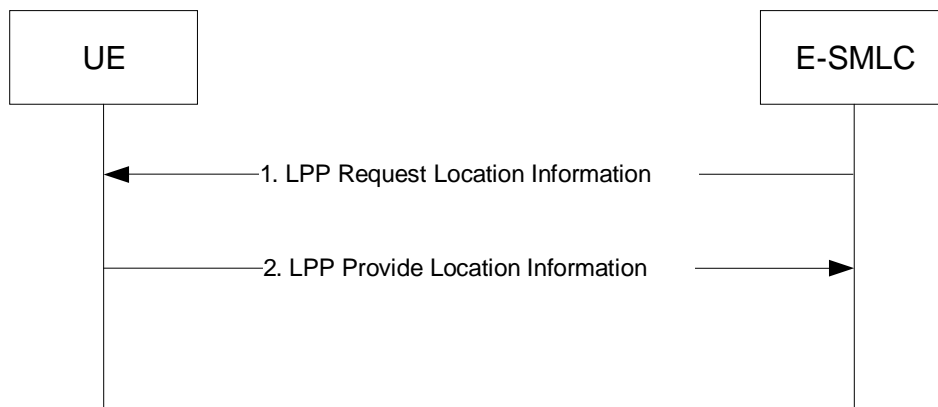 UE
E-SMLC
1. LPP Request Location Information
2. LPP Provide Location Information